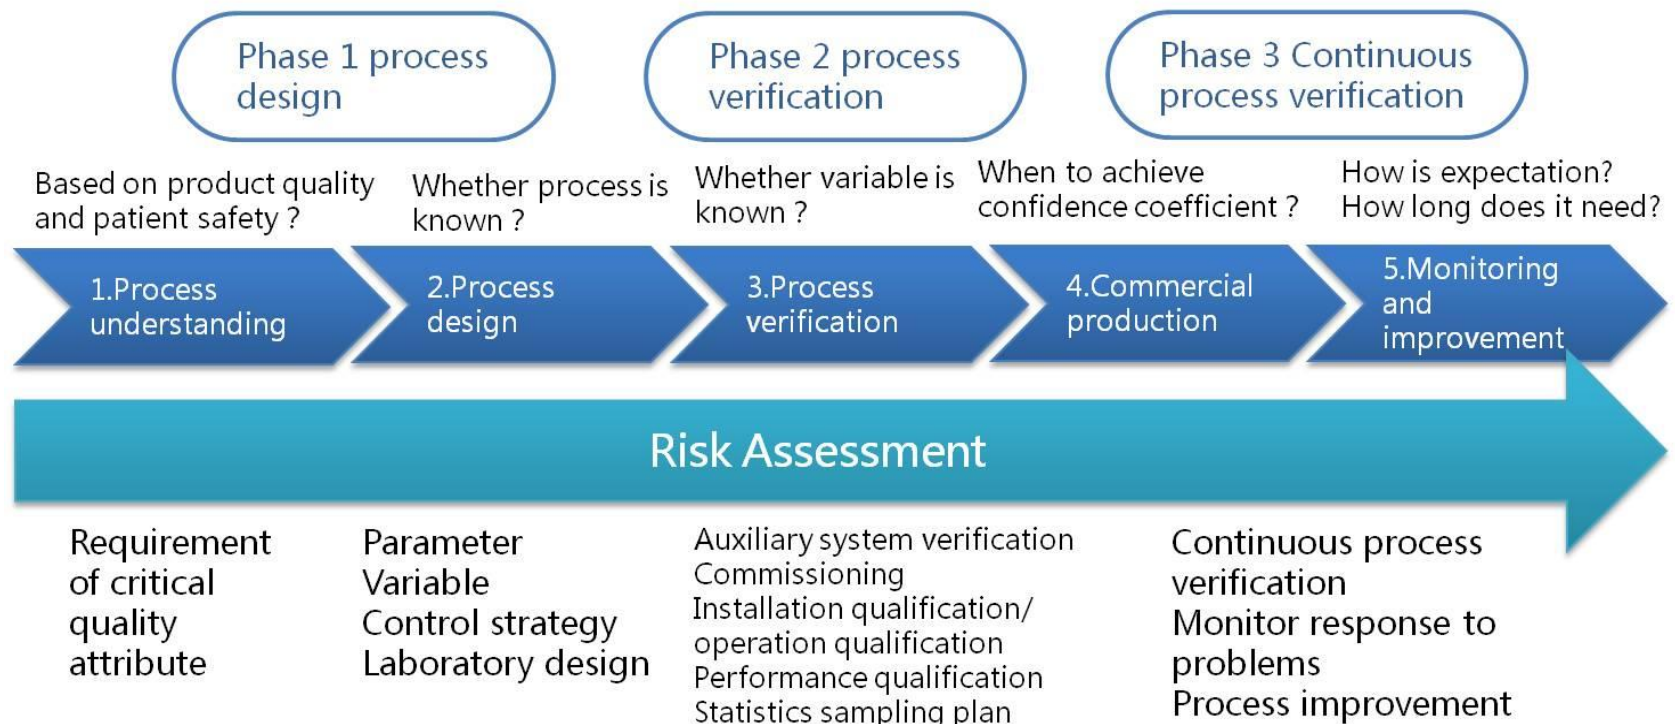 Phase 1 process
design
Phase 2 process
verification
Phase 3 Continuous
process verification
Based on product quality
and patient safety ?
Whether process is
known ?
Whether variable is
known ?
When to achieve
confidence coefficient ?
How is expectation?
How long does it need?
1.Process
understanding
2.Process
design
3.Process
verification
4.Commercial
production
5.Monitoring
and
improvement
Risk Assessment
Requirement
of critical
quality
attribute
Parameter
Variable
Control strategy
Laboratory design
Auxiliary system verification
Commissioning
Installation qualification/
operation qualification
Performance qualification
Statistics sampling plan
Continuous process
verification
Monitor response to
problems
Process improvement